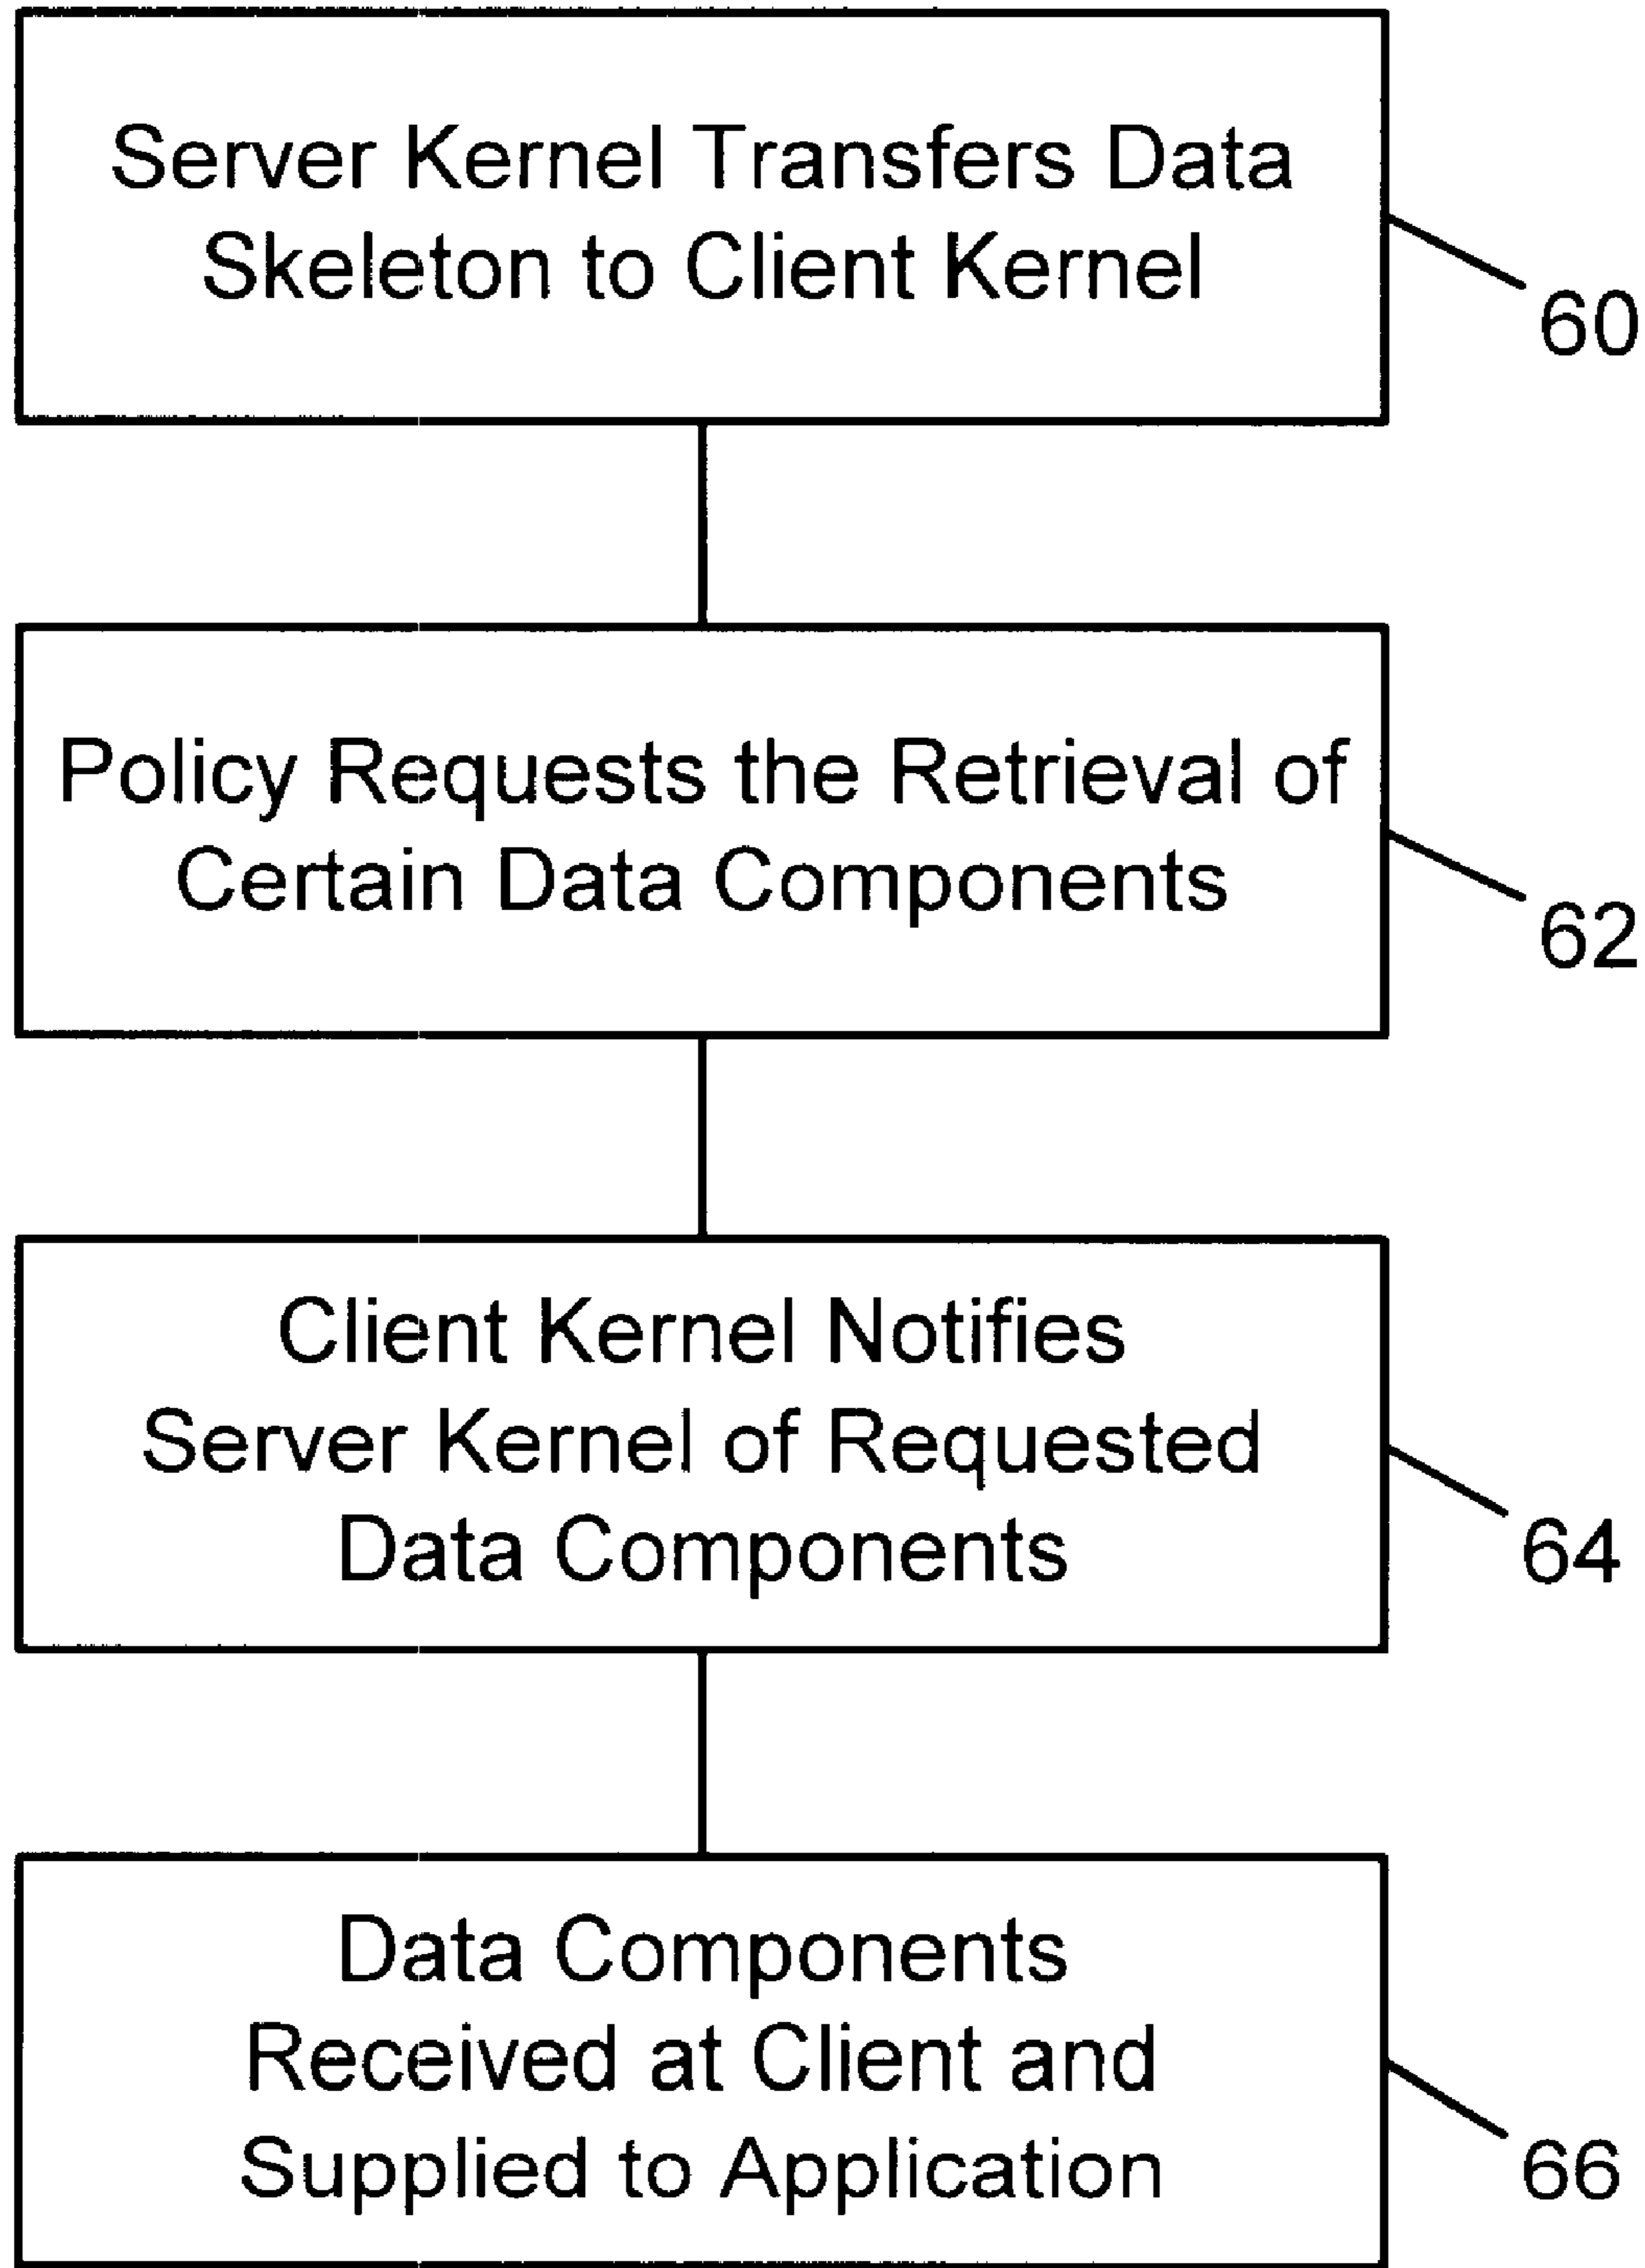 Server Kernel Transfers Data
Skeleton to Client Kernel
60
Policy Requests the Retrieval of
Certain Data Components
62
Client Kernel Notifies
Server Kernel of Requested
Data Components
64
Data Components
Received at Client and
Supplied to Application
66